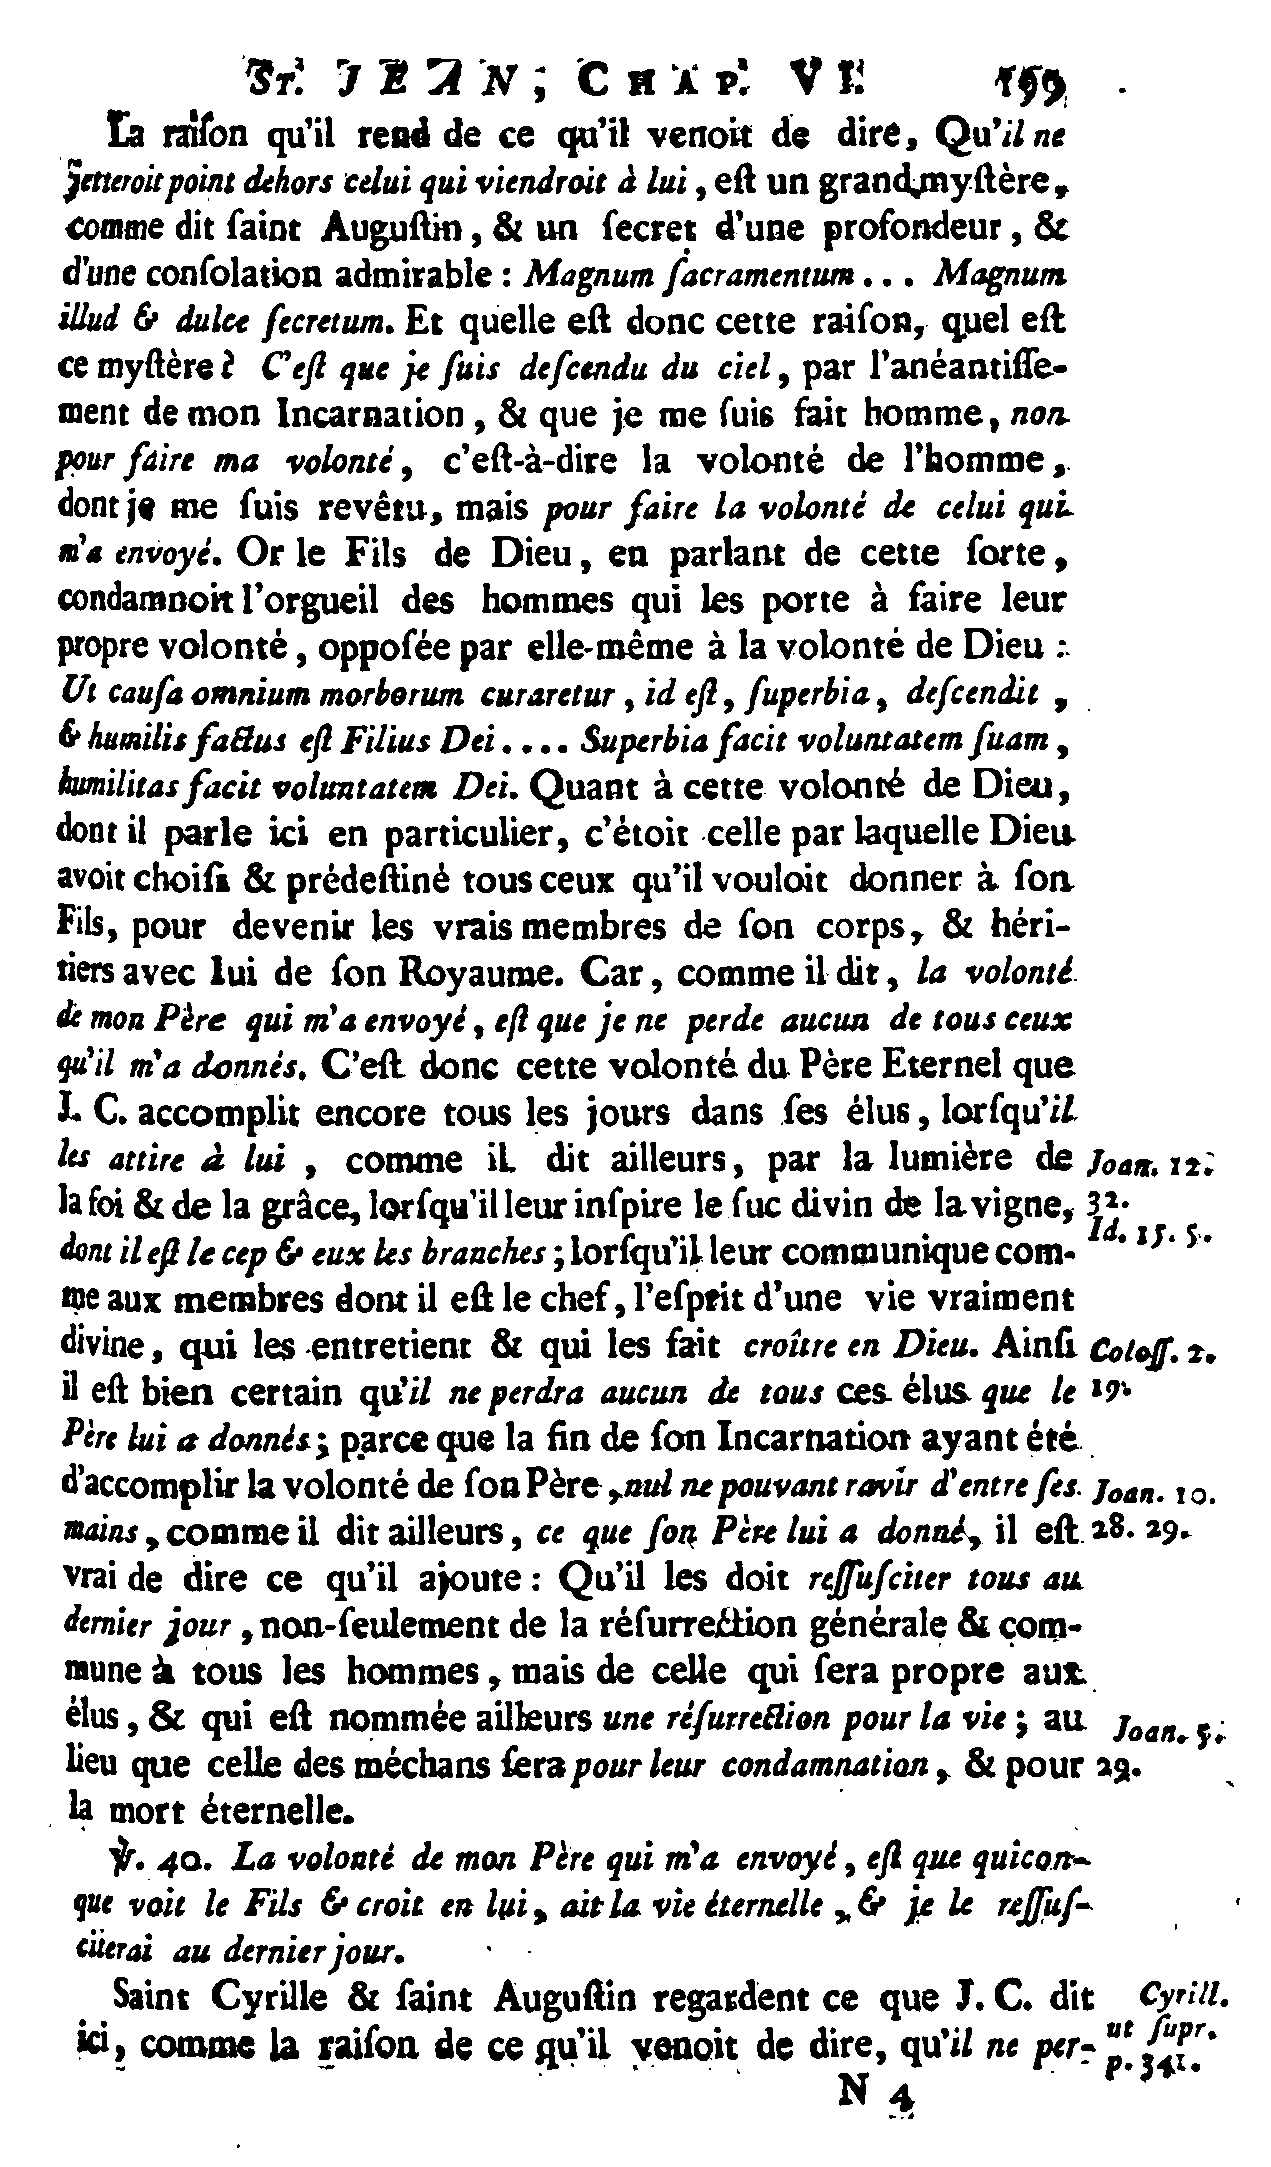 St. JEAN, CHAP. VI. 199
La raiſon qu'il rend de ce qu'il venoit de dire, Qu'il ne
jetteroit point dehors celui qui viendroit à lui, eſt un grand myſtère,
comme dit ſaint Auguſtin, & un ſecret d'une profondeur, &
d'une conſolation admirable : Magnum ſacramentum... Magnum
illud & dulce ſecretum. Et quelle eſt donc cette raiſon, quel eſt
ce myſtère? C'eſt que je ſuis deſcendu du ciel, par l'anéantiſſe-
ment de mon Incarnation, & que je me ſuis fait homme, non
pour faire ma volonté, c'eſt-à-dire la volonté de l'homme,
dont je me ſuis revêtu, mais pour faire la volonté de celui qui
m'a envoyé. Or le Fils de Dieu, en parlant de cette ſorte,
condamnoit l'orgueil des hommes qui les porte à faire leur
propre volonté, oppoſée par elle-même à la volonté de Dieu :
Ut cauſa omnium morborum curaretur, id eſt, ſuperbia, deſcendit,
& humilis factus eſt Filius Dei.... Superbia facit voluntatem ſuam,
humilitas facit voluntatem Dei. Quant à cette volonté de Dieu,
dont il parle ici en particulier, c'étoit celle par laquelle Dieu
avoit choiſi & prédeſtiné tous ceux qu'il vouloit donner à ſon
Fils, pour devenir les vrais membres de ſon corps, & héri-
tiers avec lui de ſon Royaume. Car, comme il dit, la volonté
de mon Père qui m'a envoyé, eſt que je ne perde aucun de tous ceux
qu'il m'a donnés. C'eſt donc cette volonté du Père Eternel que
J. C. accomplit encore tous les jours dans ſes élus, lorſqu'il
les attire à lui, comme il dit ailleurs, par la lumière de Joan. 12.
la foi & de la grâce, lorſqu'il leur inſpire le ſuc divin de la vigne, 32.
dont il eſt le cep & eux les branches; lorſqu'il leur communique com- Id. 15. 5.
me aux membres dont il eſt le chef, l'eſprit d'une vie vraiment
divine, qui les entretient & qui les fait croître en Dieu. Ainſi Coloſſ. 2.
il eſt bien certain qu'il ne perdra aucun de tous ces élus que le 19.
Père lui a donnés; parce que la fin de ſon Incarnation ayant été
d'accomplir la volonté de ſon Père, nul ne pouvant ravir d'entre ſes Joan. 10.
mains, comme il dit ailleurs, ce que ſon Père lui a donné, il eſt 28. 29.
vrai de dire ce qu'il ajoute : Qu'il les doit reſſuſciter tous au
dernier jour, non-ſeulement de la réſurrection générale & com-
mune à tous les hommes, mais de celle qui ſera propre aux
élus, & qui eſt nommée ailleurs une réſurrection pour la vie; au Joan. 5.
lieu que celle des méchans ſera pour leur condamnation, & pour 29.
la mort éternelle.
℣. 40. La volonté de mon Père qui m'a envoyé, eſt que quicon-
que voit le Fils & croit en lui, ait la vie éternelle, & je le reſſuſ-
citerai au dernier jour.
Saint Cyrille & ſaint Auguſtin regardent ce que J. C. dit Cyrill.
ici, comme la raiſon de ce qu'il venoit de dire, qu'il ne per- ut ſupr.
p. 341.
N 4